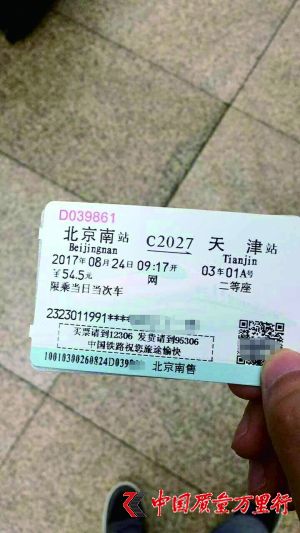 D039861
北京南站 C2027 天津站
Beijingnan Tianjin
2017年08月24日09:17开 03车01A号
¥54.5元 网 二等座
限乘当日当次车
2323011991****
买票请到12306 发货请到95306
中国铁路祝您旅途愉快
10010300260824D039 北京南售
中国质量万里行